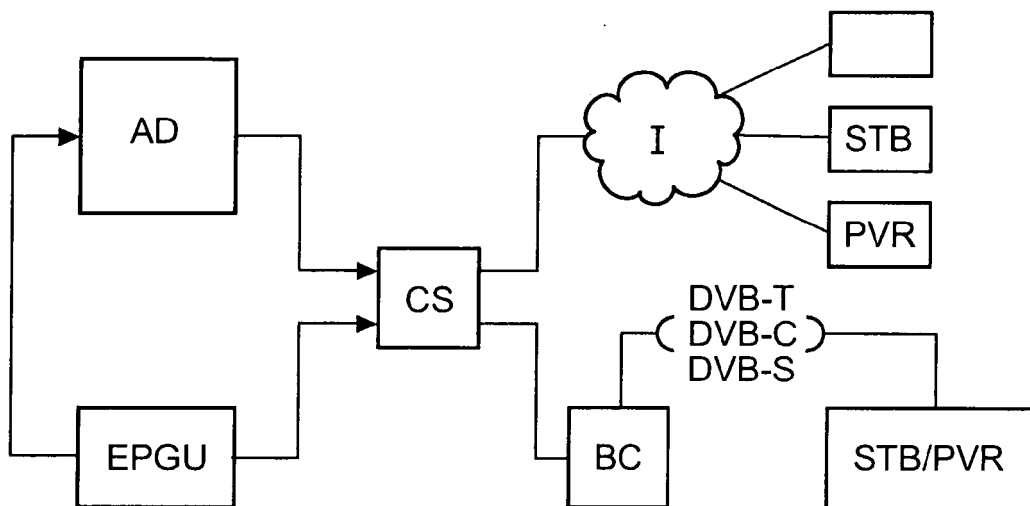 AD
I
STB
PVR
CS
DVB-T
DVB-C
DVB-S
EPGU
BC
STB/PVR